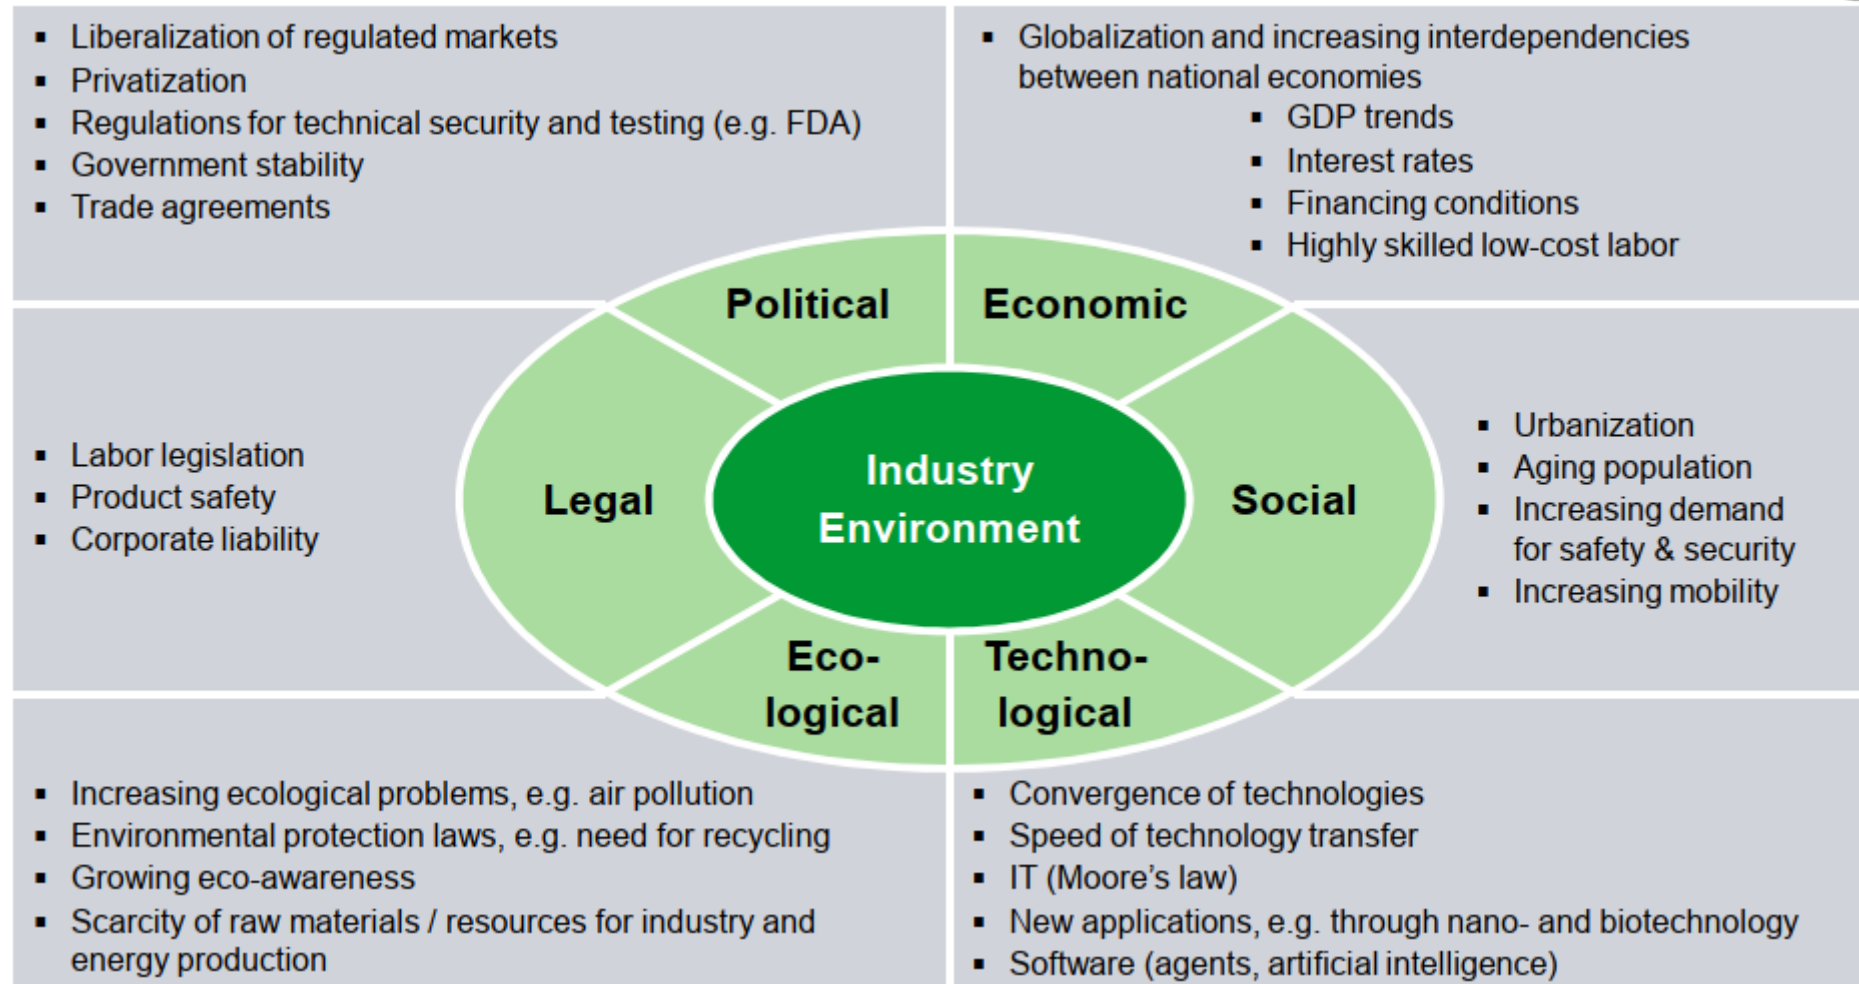 ▪ Liberalization of regulated markets
▪ Privatization
▪ Regulations for technical security and testing (e.g. FDA)
▪ Government stability
▪ Trade agreements
▪ Globalization and increasing interdependencies
between national economies
▪ GDP trends
▪ Interest rates
▪ Financing conditions
▪ Highly skilled low-cost labor
Political
Economic
▪ Labor legislation
▪ Product safety
▪ Corporate liability
Legal
Industry
Environment
Social
▪ Urbanization
▪ Aging population
▪ Increasing demand
for safety & security
▪ Increasing mobility
Eco-
logical
Techno-
logical
▪ Increasing ecological problems, e.g. air pollution
▪ Environmental protection laws, e.g. need for recycling
▪ Growing eco-awareness
▪ Scarcity of raw materials / resources for industry and
energy production
▪ Convergence of technologies
▪ Speed of technology transfer
▪ IT (Moore’s law)
▪ New applications, e.g. through nano- and biotechnology
▪ Software (agents, artificial intelligence)